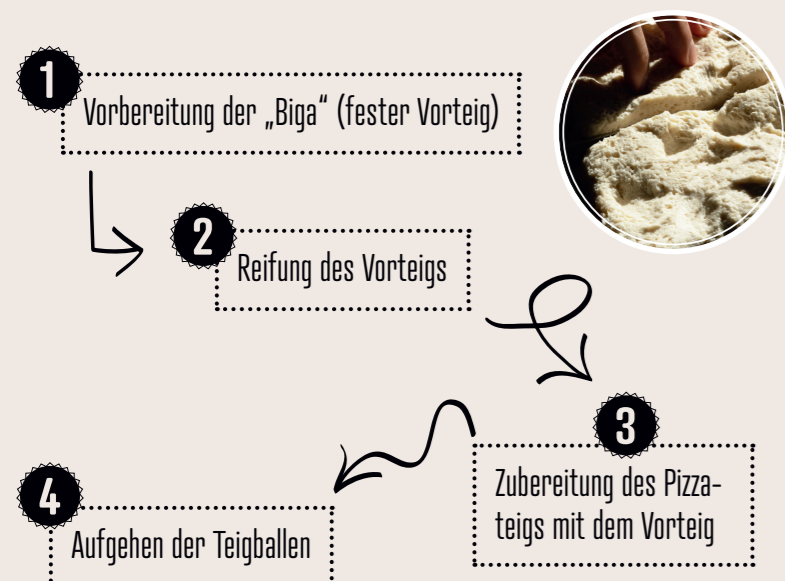 1
Vorbereitung der „Biga“ (fester Vorteig)
2
Reifung des Vorteigs
3
Zubereitung des Pizza-
teigs mit dem Vorteig
4
Aufgehen der Teigballen